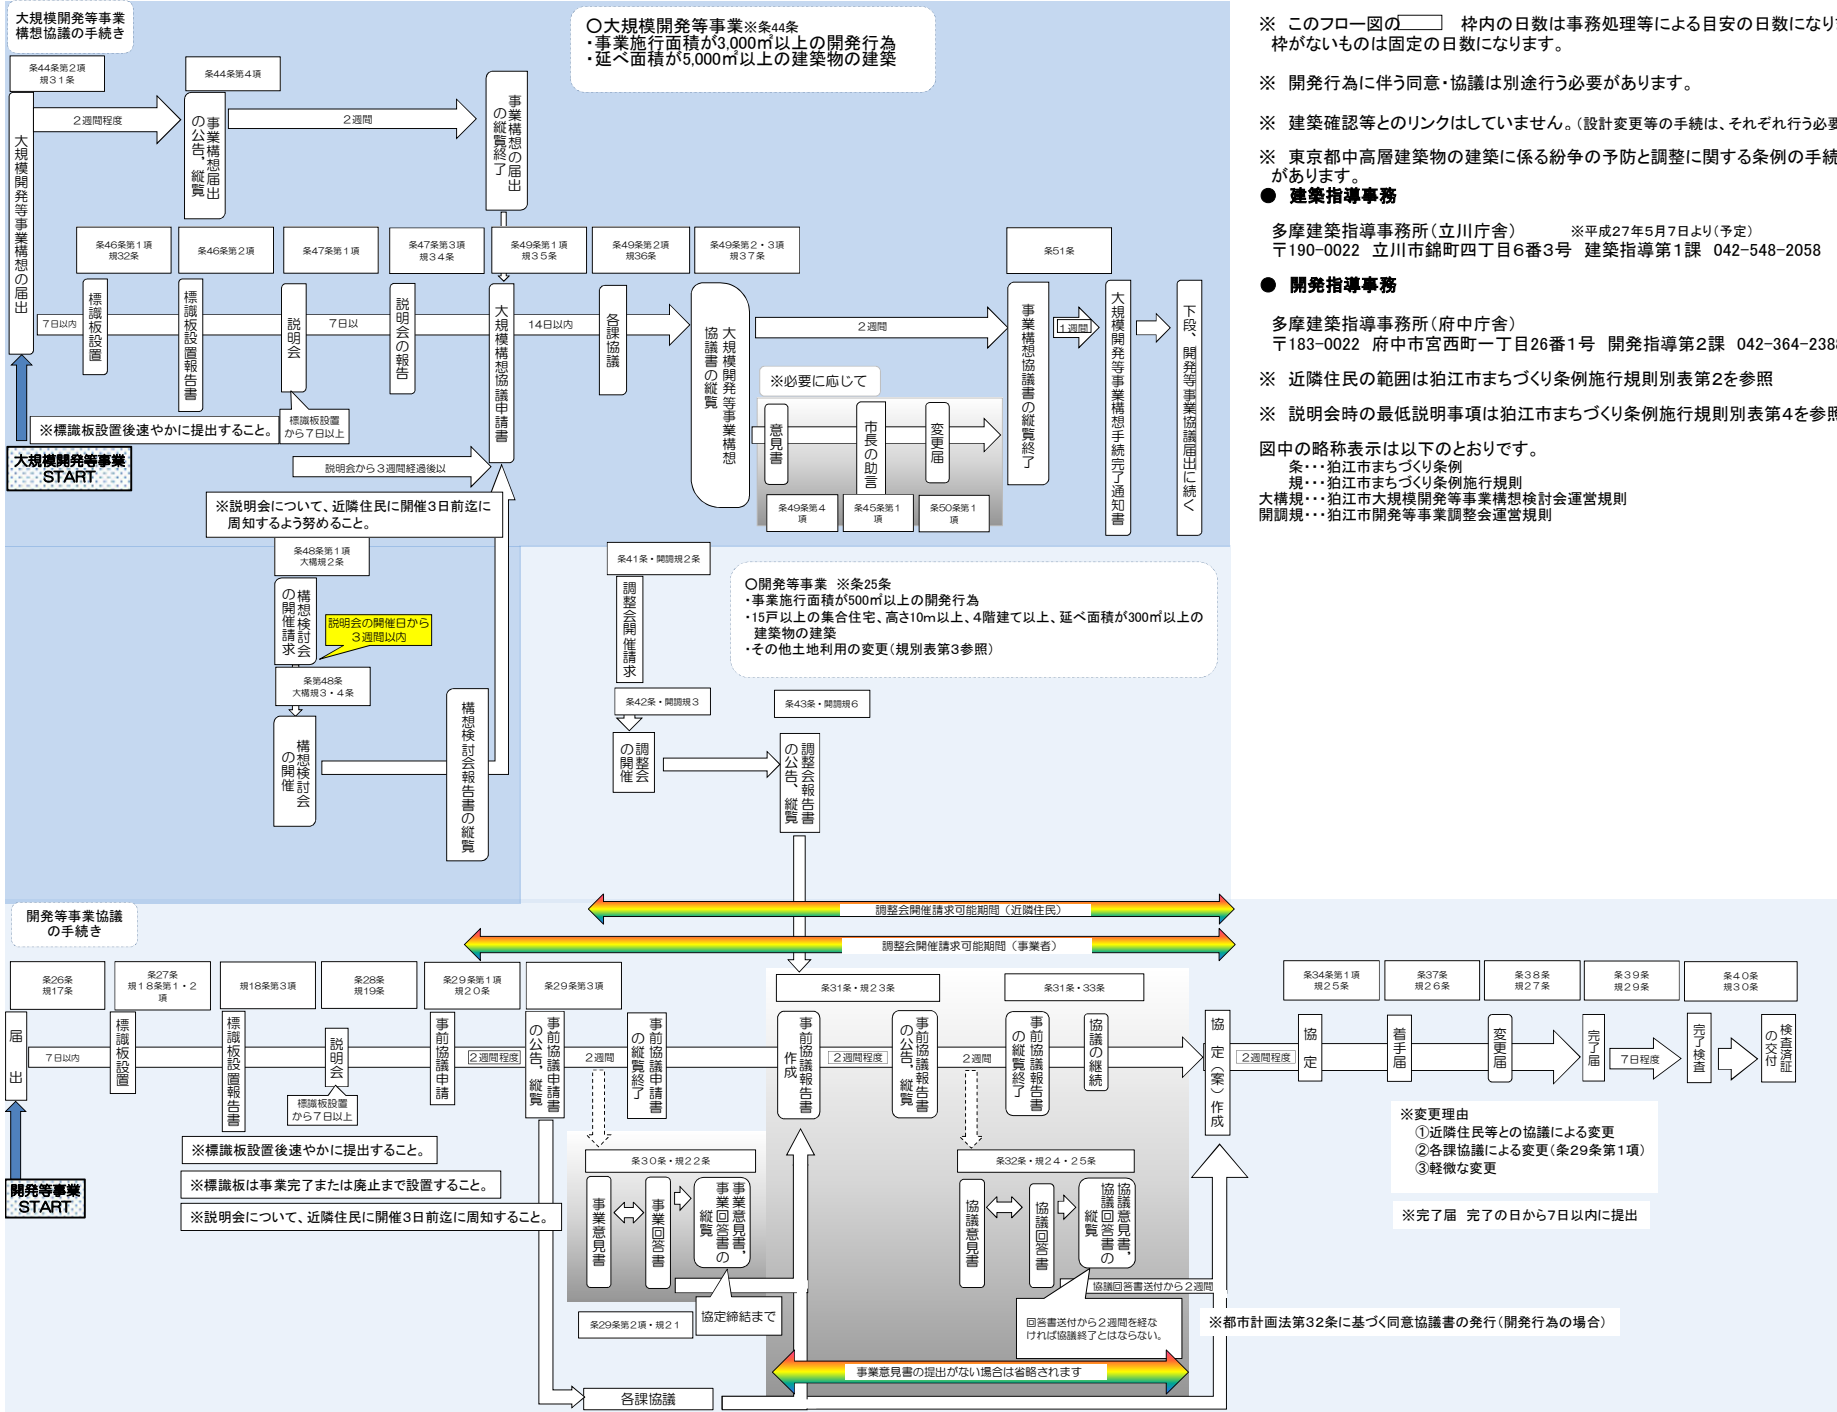 大規模開発等事業
構想協議の手続き
〇大規模開発等事業※条44条
・事業施行面積が3,000㎡以上の開発行為
・延べ面積が5,000㎡以上の建築物の建築
条44条第2項
規31条
条44条第4項
大規模開発等事業構想の届出
2週間程度
事業構想届出
の公告、縦覧
2週間
事業構想の届出
の縦覧終了
条46条第1項
規32条
条46条第2項
条47条第1項
条47条第3項
規34条
条49条第1項
規35条
条49条第2項
規36条
条49条第2・3項
規37条
条51条
7日以内
標識板設置
標識板設置報告書
説明会
7日以
説明会の報告
大規模構想協議申請書
14日以内
各課協議
大規模開発等事業構想
協議書の縦覧
2週間
事業構想協議書の縦覧終了
1週間
大規模開発等事業構想手続完了通知書
下段、開発等事業協議届出に続く
※必要に応じて
意見書
市長の助言
変更届
条49条第4
項
条45条第1
項
条50条第1
項
標識板設置
から7日以上
※標識板設置後速やかに提出すること。
大規模開発等事業
START
説明会から3週間経過後以
※説明会について、近隣住民に開催3日前迄に
周知するよう努めること。
条48条第1項
大構規2条
構想検討会
の開催請求
説明会の開催日から
3週間以内
条第48条
大構規3・4条
構想検討会
の開催
構想検討会報告書の縦覧
条41条・開調規2条
調整会開催請求
条42条・開調規3
調整会
の開催
条43条・開調規6
調整会報告書
の公告、縦覧
〇開発等事業 ※条25条
・事業施行面積が500㎡以上の開発行為
・15戸以上の集合住宅、高さ10m以上、4階建て以上、延べ面積が300㎡以上の
建築物の建築
・その他土地利用の変更(規別表第3参照)
※ このフロー図の 枠内の日数は事務処理等による目安の日数になり
枠がないものは固定の日数になります。
※ 開発行為に伴う同意・協議は別途行う必要があります。
※ 建築確認等とのリンクはしていません。(設計変更等の手続は、それぞれ行う必要
※ 東京都中高層建築物の建築に係る紛争の予防と調整に関する条例の手続
があります。
● 建築指導事務
多摩建築指導事務所(立川庁舎) ※平成27年5月7日より(予定)
〒190-0022 立川市錦町四丁目6番3号 建築指導第1課 042-548-2058
● 開発指導事務
多摩建築指導事務所(府中庁舎)
〒183-0022 府中市宮西町一丁目26番1号 開発指導第2課 042-364-2388
※ 近隣住民の範囲は狛江市まちづくり条例施行規則別表第2を参照
※ 説明会時の最低説明事項は狛江市まちづくり条例施行規則別表第4を参照
図中の略称表示は以下のとおりです。
条・・・狛江市まちづくり条例
規・・・狛江市まちづくり条例施行規則
大構規・・・狛江市大規模開発等事業構想検討会運営規則
開調規・・・狛江市開発等事業調整会運営規則
開発等事業協議
の手続き
調整会開催請求可能期間(近隣住民)
調整会開催請求可能期間(事業者)
条26条
規17条
条27条
規18条第1・2
項
規18条第3項
条28条
規19条
条29条第1項
規20条
条29条第3項
条31条・規23条
条31条・33条
条34条第1項
規25条
条37条
規26条
条38条
規27条
条39条
規29条
条40条
規30条
届出
7日以内
標識板設置
標識板設置報告書
説明会
事前協議申請
2週間程度
事前協議申請書
の公告、縦覧
2週間
事前協議申請書
の縦覧終了
事前協議報告書
作成
2週間程度
事前協議報告書
の公告、縦覧
2週間
事前協議報告書
の縦覧終了
協議の継続
協定(案)作成
2週間程度
協定
着手届
変更届
完了届
7日程度
完了検査
検査済証
の交付
標識板設置
から7日以上
※標識板設置後速やかに提出すること。
※標識板は事業完了または廃止まで設置すること。
※説明会について、近隣住民に開催3日前迄に周知すること。
開発等事業
START
条30条・規22条
事業意見書
事業回答書
事業意見書、
事業回答書の
縦覧
協定締結まで
条29条第2項・規21
条32条・規24・25条
協議意見書
協議回答書
協議意見書、
協議回答書の
縦覧
協議回答書送付から2週間
回答書送付から2週間を経な
ければ協議終了とはならない。
事業意見書の提出がない場合は省略されます
各課協議
※変更理由
①近隣住民等との協議による変更
②各課協議による変更(条29条第1項)
③軽微な変更
※完了届 完了の日から7日以内に提出
※都市計画法第32条に基づく同意協議書の発行(開発行為の場合)